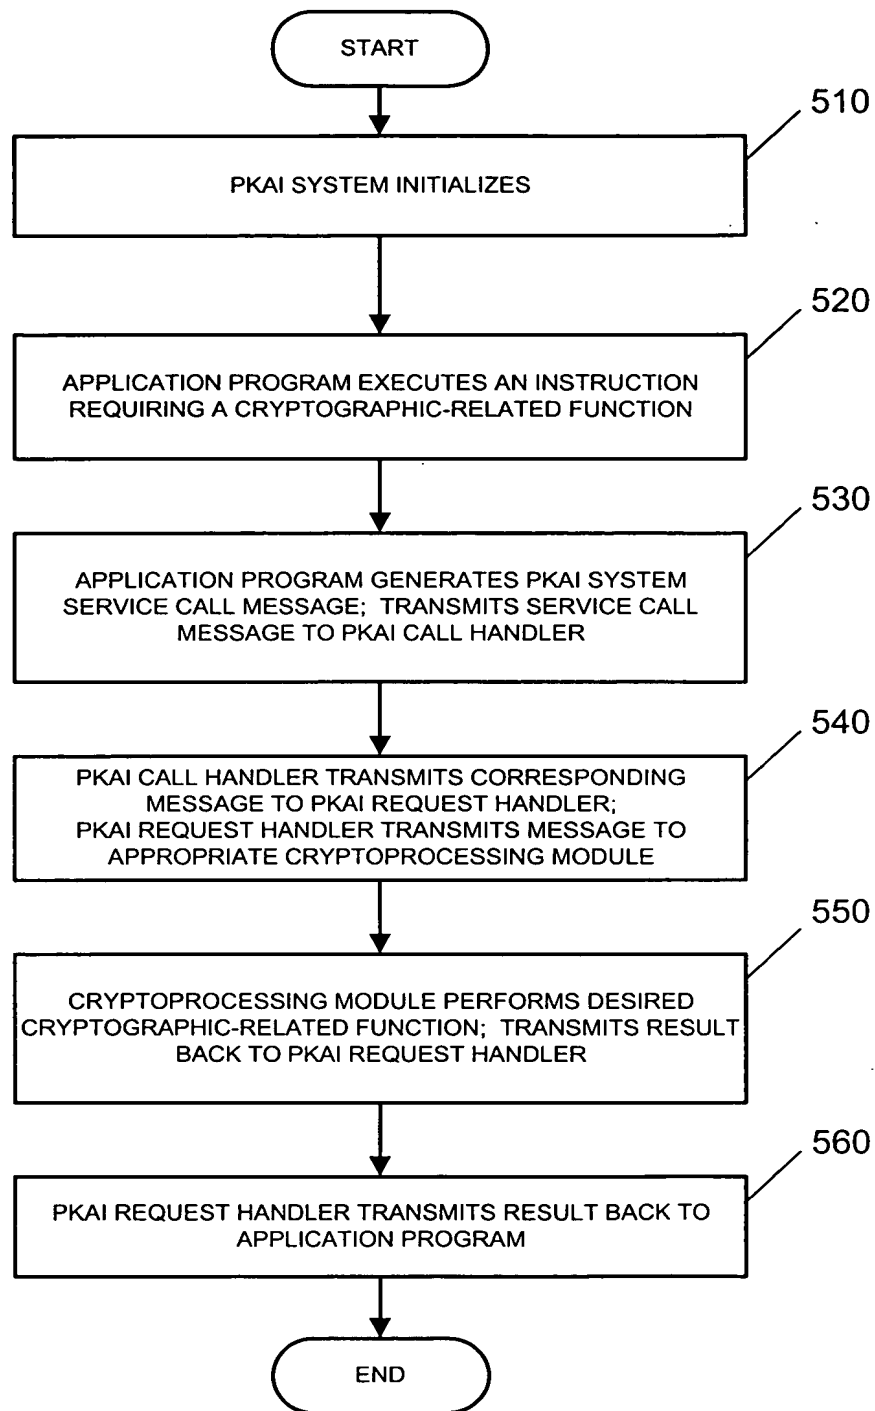 START
510
PKAI SYSTEM INITIALIZES
520
APPLICATION PROGRAM EXECUTES AN INSTRUCTION
REQUIRING A CRYPTOGRAPHIC-RELATED FUNCTION
530
APPLICATION PROGRAM GENERATES PKAI SYSTEM
SERVICE CALL MESSAGE; TRANSMITS SERVICE CALL
MESSAGE TO PKAI CALL HANDLER
540
PKAI CALL HANDLER TRANSMITS CORRESPONDING
MESSAGE TO PKAI REQUEST HANDLER;
PKAI REQUEST HANDLER TRANSMITS MESSAGE TO
APPROPRIATE CRYPTOPROCESSING MODULE
550
CRYPTOPROCESSING MODULE PERFORMS DESIRED
CRYPTOGRAPHIC-RELATED FUNCTION; TRANSMITS RESULT
BACK TO PKAI REQUEST HANDLER
560
PKAI REQUEST HANDLER TRANSMITS RESULT BACK TO
APPLICATION PROGRAM
END